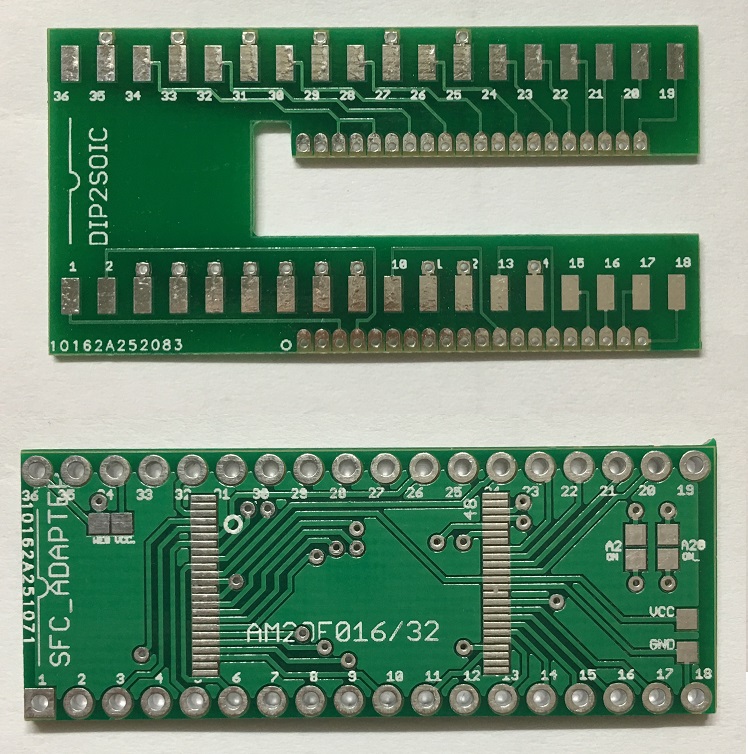 36 35 34 33 32 31 30 29 28 27 26 25 24 23 22 21 20 19
DIP2SOIC
1 2 10 13 15 16 17 18
10162A252083
36 35 33 29 28 27 26 25 23 22 21 20 19
48
VCC
10162A251071
A2
ON
A20
ON
AM29F016/32
VCC
GND
1 2 3 4 5 6 7 8 9 10 11 12 13 14 15 16 17 18